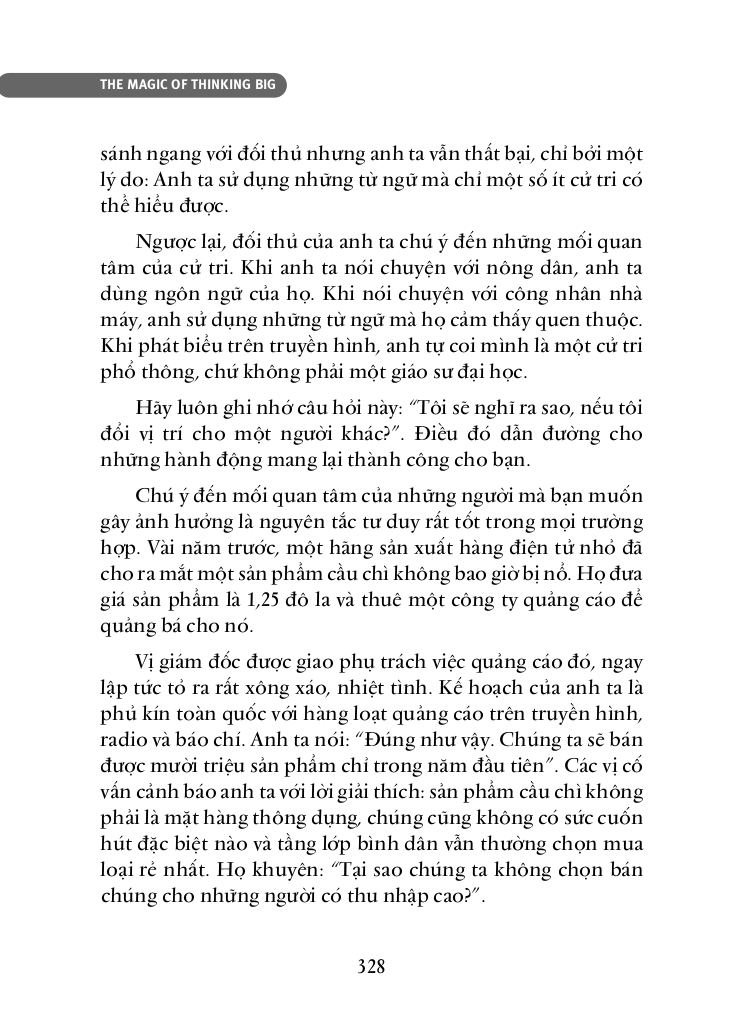 THE MAGIC OF THINKING BIG
sánh ngang với đối thủ nhưng anh ta vẫn thất bại, chỉ bởi một
lý do: Anh ta sử dụng những từ ngữ mà chỉ một số ít cử tri có
thể hiểu được.
Ngược lại, đối thủ của anh ta chú ý đến những mối quan
tâm của cử tri. Khi anh ta nói chuyện với nông dân, anh ta
dùng ngôn ngữ của họ. Khi nói chuyện với công nhân nhà
máy, anh sử dụng những từ ngữ mà họ cảm thấy quen thuộc.
Khi phát biểu trên truyền hình, anh tự coi mình là một cử tri
phổ thông, chứ không phải một giáo sư đại học.
Hãy luôn ghi nhớ câu hỏi này: “Tôi sẽ nghĩ ra sao, nếu tôi
đổi vị trí cho một người khác?”. Điều đó dẫn đường cho
những hành động mang lại thành công cho bạn.
Chú ý đến mối quan tâm của những người mà bạn muốn
gây ảnh hưởng là nguyên tắc tư duy rất tốt trong mọi trường
hợp. Vài năm trước, một hãng sản xuất hàng điện tử nhỏ đã
cho ra mắt một sản phẩm cầu chì không bao giờ bị nổ. Họ đưa
giá sản phẩm là 1,25 đô la và thuê một công ty quảng cáo để
quảng bá cho nó.
Vị giám đốc được giao phụ trách việc quảng cáo đó, ngay
lập tức tỏ ra rất xông xáo, nhiệt tình. Kế hoạch của anh ta là
phủ kín toàn quốc với hàng loạt quảng cáo trên truyền hình,
radio và báo chí. Anh ta nói: “Đúng như vậy. Chúng ta sẽ bán
được mười triệu sản phẩm chỉ trong năm đầu tiên”. Các vị cố
vấn cảnh báo anh ta với lời giải thích: sản phẩm cầu chì không
phải là mặt hàng thông dụng, chúng cũng không có sức cuốn
hút đặc biệt nào và tầng lớp bình dân vẫn thường chọn mua
loại rẻ nhất. Họ khuyên: “Tại sao chúng ta không chọn bán
chúng cho những người có thu nhập cao?”.
328